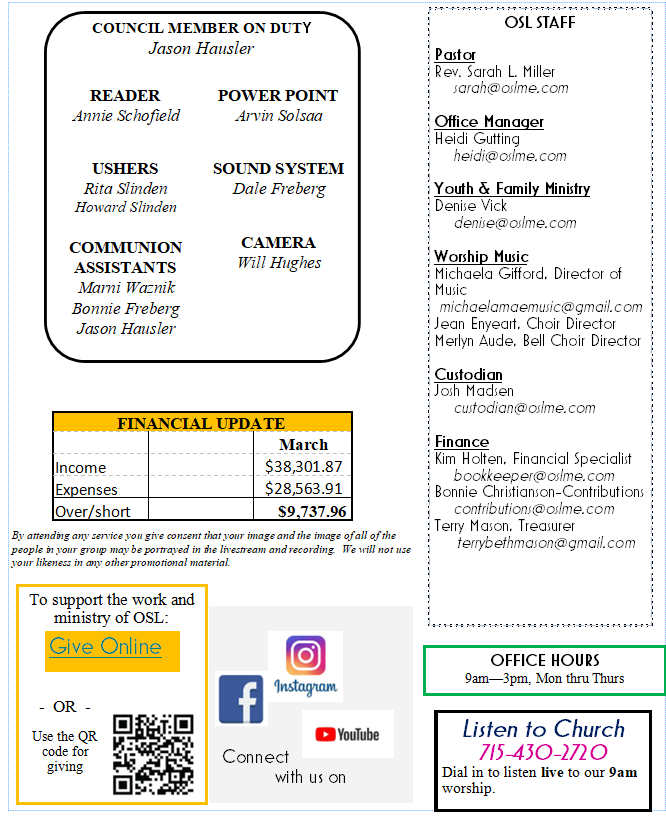 COUNCIL MEMBER ON DUTY
Jason Hausler
READER
Annie Schofield
POWER POINT
Arvin Solsaa
USHERS
Rita Slinden
Howard Slinden
SOUND SYSTEM
Dale Freberg
COMMUNION
ASSISTANTS
Marni Waznik
Bonnie Freberg
Jason Hausler
CAMERA
Will Hughes
FINANCIAL UPDATE
March
Income $38,301.87
Expenses $28,563.91
Over/short $9,737.96
By attending any service you give consent that your image and the image of all of the
people in your group may be portrayed in the livestream and recording. We will not use
your likeness in any other promotional material.
To support the work and
ministry of OSL:
Give Online
- OR -
Use the QR
code for
giving
Instagram
YouTube
Connect
with us on
OSL STAFF
Pastor
Rev. Sarah L. Miller
sarah@oslme.com
Office Manager
Heidi Gutting
heidi@oslme.com
Youth & Family Ministry
Denise Vick
denise@oslme.com
Worship Music
Michaela Gifford, Director of
Music
michaelamaemusic@gmail.com
Jean Enyeart, Choir Director
Merlyn Aude, Bell Choir Director
Custodian
Josh Madsen
custodian@oslme.com
Finance
Kim Holten, Financial Specialist
bookkeeper@oslme.com
Bonnie Christianson-Contributions
contributions@oslme.com
Terry Mason, Treasurer
terrybethmason@gmail.com
OFFICE HOURS
9am—3pm, Mon thru Thurs
Listen to Church
715-430-2720
Dial in to listen live to our 9am
worship.